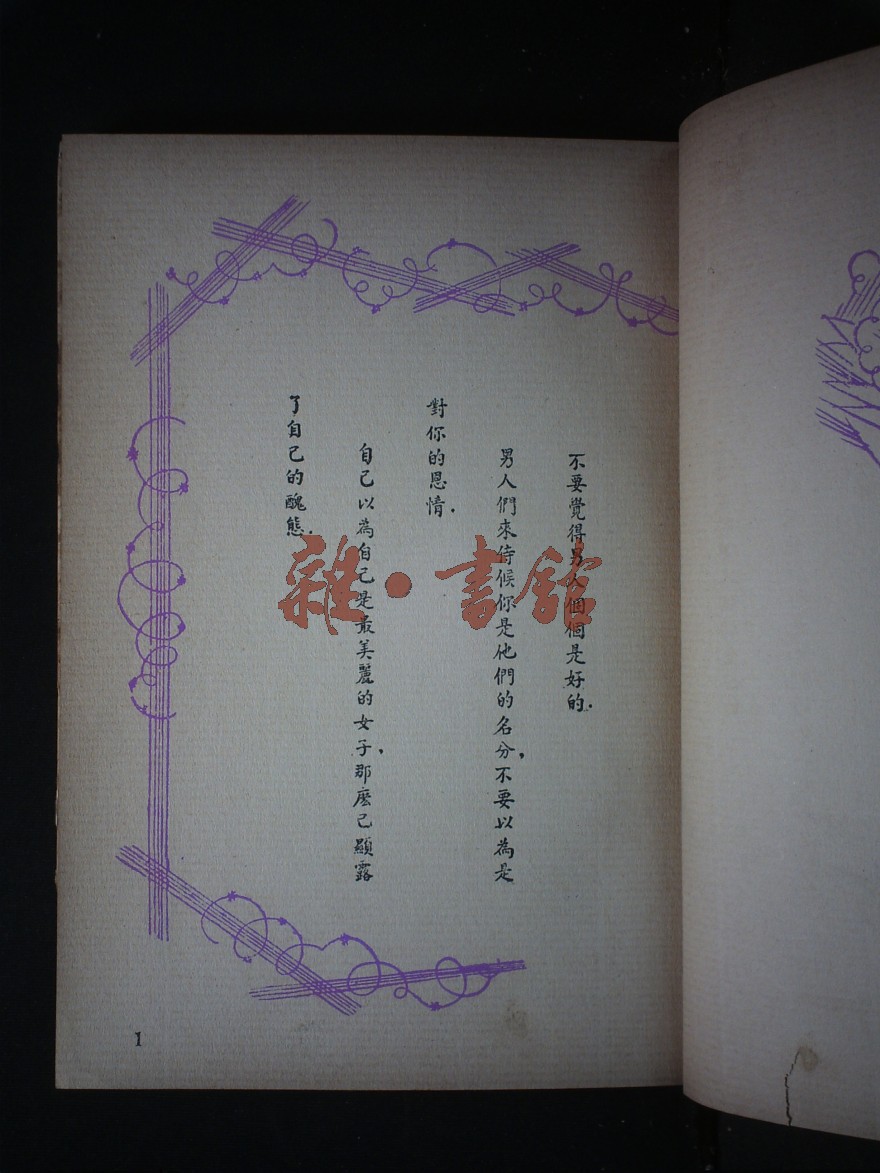 不要覺得男人個個是好的．
男人們來侍候你是他們的名分，不要以為是
對你的恩情．
自己以為自己是最美麗的女子，那麼已顯露
了自己的醜態．
雜·書館
1